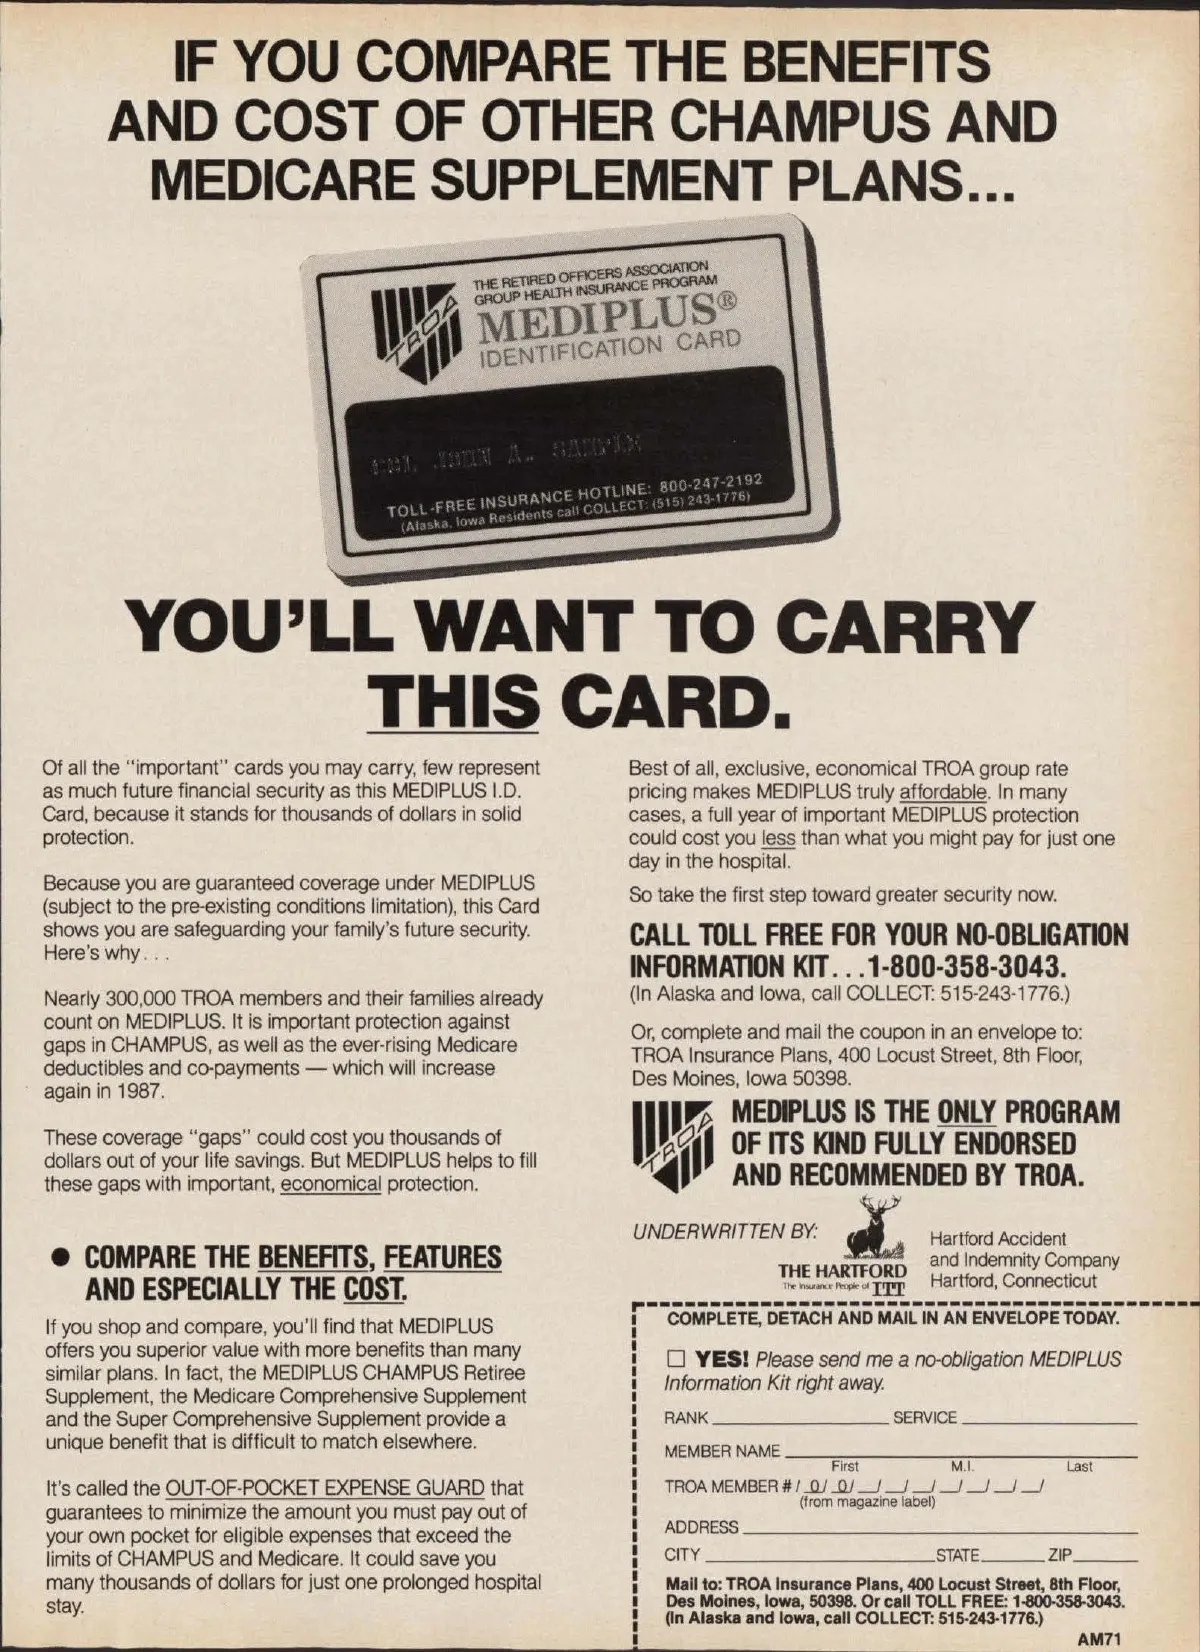 IF YOU COMPARE THE BENEFITS
AND COST OF OTHER CHAMPUS AND
MEDICARE SUPPLEMENT PLANS...
THE RETIRED OFFICERS ASSOCIATION
GROUP HEALTH INSURANCE PROGRAM
MEDIPLUS®
IDENTIFICATION CARD
TROA
COL JOHN A. SAMPLE
TOLL-FREE INSURANCE HOTLINE: 800-247-2192
(Alaska, Iowa Residents call COLLECT: (515) 243-1776)
YOU'LL WANT TO CARRY
THIS CARD.
Of all the "important" cards you may carry, few represent
as much future financial security as this MEDIPLUS I.D.
Card, because it stands for thousands of dollars in solid
protection.
Because you are guaranteed coverage under MEDIPLUS
(subject to the pre-existing conditions limitation), this Card
shows you are safeguarding your family's future security.
Here's why...
Nearly 300,000 TROA members and their families already
count on MEDIPLUS. It is important protection against
gaps in CHAMPUS, as well as the ever-rising Medicare
deductibles and co-payments — which will increase
again in 1987.
These coverage "gaps" could cost you thousands of
dollars out of your life savings. But MEDIPLUS helps to fill
these gaps with important, economical protection.
● COMPARE THE BENEFITS, FEATURES
AND ESPECIALLY THE COST.
If you shop and compare, you'll find that MEDIPLUS
offers you superior value with more benefits than many
similar plans. In fact, the MEDIPLUS CHAMPUS Retiree
Supplement, the Medicare Comprehensive Supplement
and the Super Comprehensive Supplement provide a
unique benefit that is difficult to match elsewhere.
It's called the OUT-OF-POCKET EXPENSE GUARD that
guarantees to minimize the amount you must pay out of
your own pocket for eligible expenses that exceed the
limits of CHAMPUS and Medicare. It could save you
many thousands of dollars for just one prolonged hospital
stay.
Best of all, exclusive, economical TROA group rate
pricing makes MEDIPLUS truly affordable. In many
cases, a full year of important MEDIPLUS protection
could cost you less than what you might pay for just one
day in the hospital.
So take the first step toward greater security now.
CALL TOLL FREE FOR YOUR NO-OBLIGATION
INFORMATION KIT...1-800-358-3043.
(In Alaska and Iowa, call COLLECT: 515-243-1776.)
Or, complete and mail the coupon in an envelope to:
TROA Insurance Plans, 400 Locust Street, 8th Floor,
Des Moines, Iowa 50398.
TROA
MEDIPLUS IS THE ONLY PROGRAM
OF ITS KIND FULLY ENDORSED
AND RECOMMENDED BY TROA.
UNDERWRITTEN BY:
THE HARTFORD
The Insurance People of ITT
Hartford Accident
and Indemnity Company
Hartford, Connecticut
COMPLETE, DETACH AND MAIL IN AN ENVELOPE TODAY.
☐ YES! Please send me a no-obligation MEDIPLUS
Information Kit right away.
RANK SERVICE
MEMBER NAME
First M.I. Last
TROA MEMBER # / 0/ 0/ __/ __/ __/ __/ __/ __/ __/
(from magazine label)
ADDRESS
CITY STATE ZIP
Mail to: TROA Insurance Plans, 400 Locust Street, 8th Floor,
Des Moines, Iowa, 50398. Or call TOLL FREE: 1-800-358-3043.
(In Alaska and Iowa, call COLLECT: 515-243-1776.)
AM71